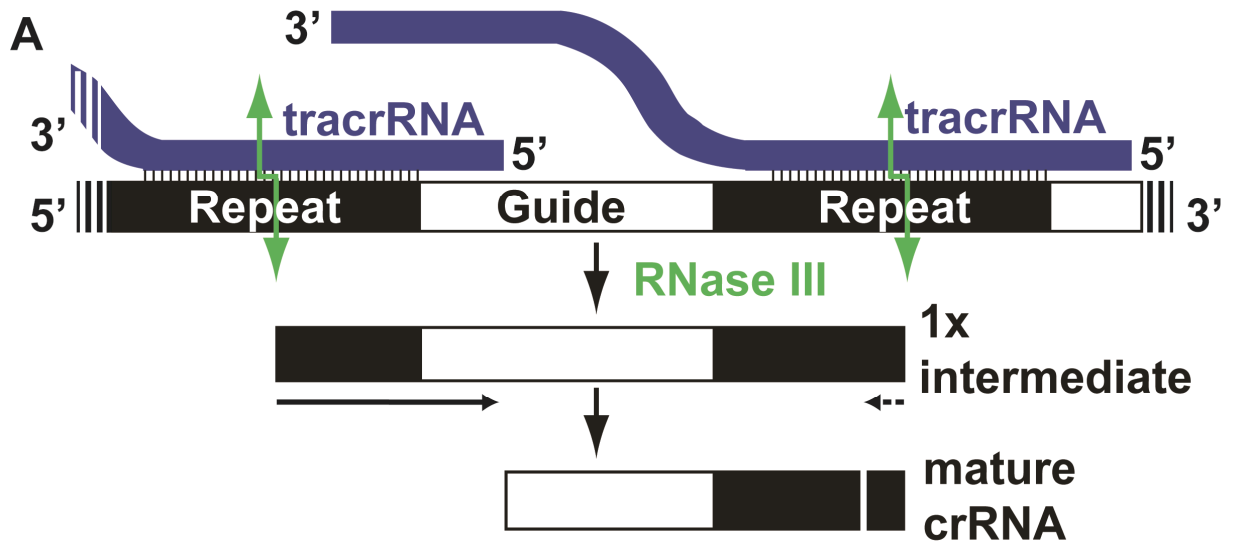 A
3’
tracrRNA
tracrRNA
3’
5’
5’
5’
Repeat
Guide
Repeat
3’
RNase III
1x
intermediate
mature
crRNA